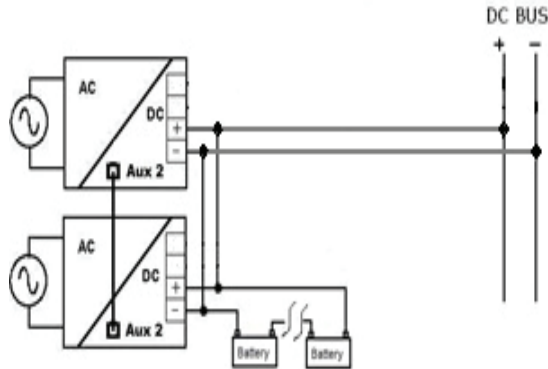 DC BUS
+ −
AC
DC
+
−
Aux 2
AC
DC
+
−
Aux 2
Battery
Battery